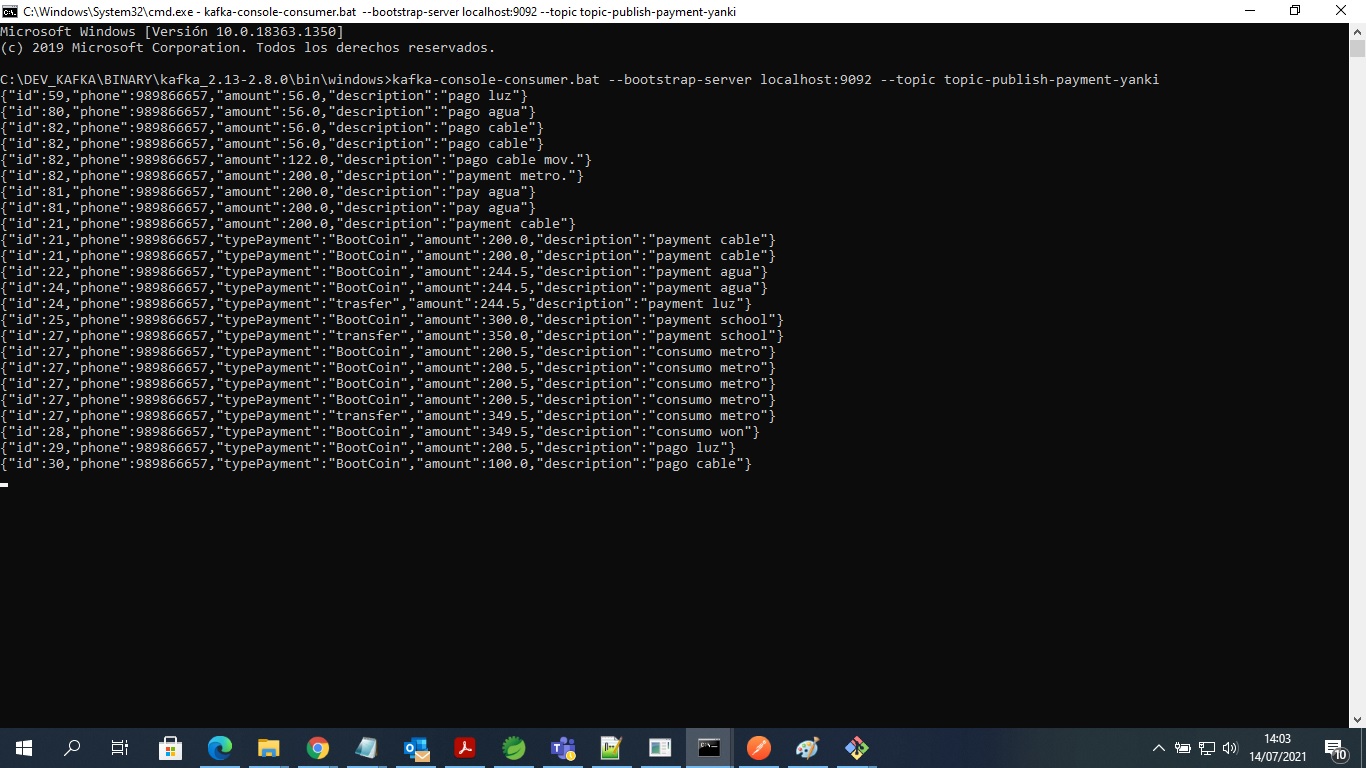 C:\Windows\System32\cmd.exe - kafka-console-consumer.bat  --bootstrap-server localhost:9092 --topic topic-publish-payment-yanki
Microsoft Windows [Versión 10.0.18363.1350]
(c) 2019 Microsoft Corporation. Todos los derechos reservados.
C:\DEV_KAFKA\BINARY\kafka_2.13-2.8.0\bin\windows>kafka-console-consumer.bat --bootstrap-server localhost:9092 --topic topic-publish-payment-yanki
{"id":59,"phone":989866657,"amount":56.0,"description":"pago luz"}
{"id":80,"phone":989866657,"amount":56.0,"description":"pago agua"}
{"id":82,"phone":989866657,"amount":56.0,"description":"pago cable"}
{"id":82,"phone":989866657,"amount":56.0,"description":"pago cable"}
{"id":82,"phone":989866657,"amount":122.0,"description":"pago cable mov."}
{"id":82,"phone":989866657,"amount":200.0,"description":"payment metro."}
{"id":81,"phone":989866657,"amount":200.0,"description":"pay agua"}
{"id":81,"phone":989866657,"amount":200.0,"description":"pay agua"}
{"id":21,"phone":989866657,"amount":200.0,"description":"payment cable"}
{"id":21,"phone":989866657,"typePayment":"BootCoin","amount":200.0,"description":"payment cable"}
{"id":21,"phone":989866657,"typePayment":"BootCoin","amount":200.0,"description":"payment cable"}
{"id":22,"phone":989866657,"typePayment":"BootCoin","amount":244.5,"description":"payment agua"}
{"id":24,"phone":989866657,"typePayment":"BootCoin","amount":244.5,"description":"payment agua"}
{"id":24,"phone":989866657,"typePayment":"trasfer","amount":244.5,"description":"payment luz"}
{"id":25,"phone":989866657,"typePayment":"BootCoin","amount":300.0,"description":"payment school"}
{"id":27,"phone":989866657,"typePayment":"transfer","amount":350.0,"description":"payment school"}
{"id":27,"phone":989866657,"typePayment":"BootCoin","amount":200.5,"description":"consumo metro"}
{"id":27,"phone":989866657,"typePayment":"BootCoin","amount":200.5,"description":"consumo metro"}
{"id":27,"phone":989866657,"typePayment":"BootCoin","amount":200.5,"description":"consumo metro"}
{"id":27,"phone":989866657,"typePayment":"BootCoin","amount":200.5,"description":"consumo metro"}
{"id":27,"phone":989866657,"typePayment":"transfer","amount":349.5,"description":"consumo metro"}
{"id":28,"phone":989866657,"typePayment":"BootCoin","amount":349.5,"description":"consumo won"}
{"id":29,"phone":989866657,"typePayment":"BootCoin","amount":200.5,"description":"pago luz"}
{"id":30,"phone":989866657,"typePayment":"BootCoin","amount":100.0,"description":"pago cable"}
14:03
14/07/2021
10